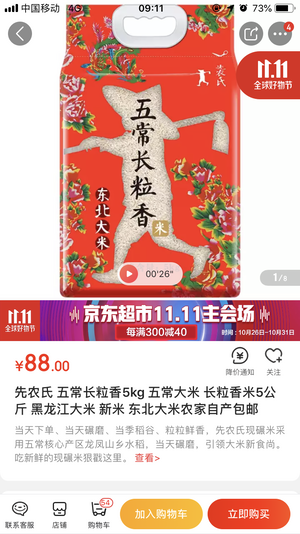 中国移动 4G 09:11 73%
农氏
五常长粒香
米
东北大米
11.11
全球好物节
00'26"
1/8
4
11.11
全球好物节
京东超市11.11主会场
每满300减40
时间:10月26日-10月31日
¥88.00
降价通知
关注
先农氏 五常长粒香5kg 五常大米 长粒香米5公
斤 黑龙江大米 新米 东北大米农家自产包邮
当天下单、当天碾磨、当季稻谷、粒粒鲜香，先农氏现碾米采
用五常核心产区龙凤山乡水稻，当天碾磨，引领大米新食尚。
吃新鲜的现碾米狠戳这里。 查看>
联系客服
店铺
54
购物车
加入购物车
立即购买